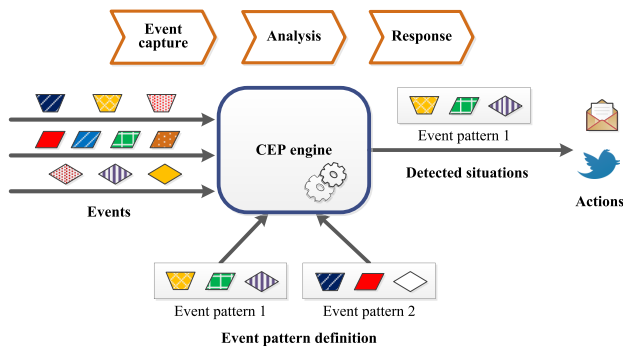 Event
capture
Analysis
Response
CEP engine
Event pattern 1
Detected situations
Events
Actions
Event pattern 1
Event pattern 2
Event pattern definition